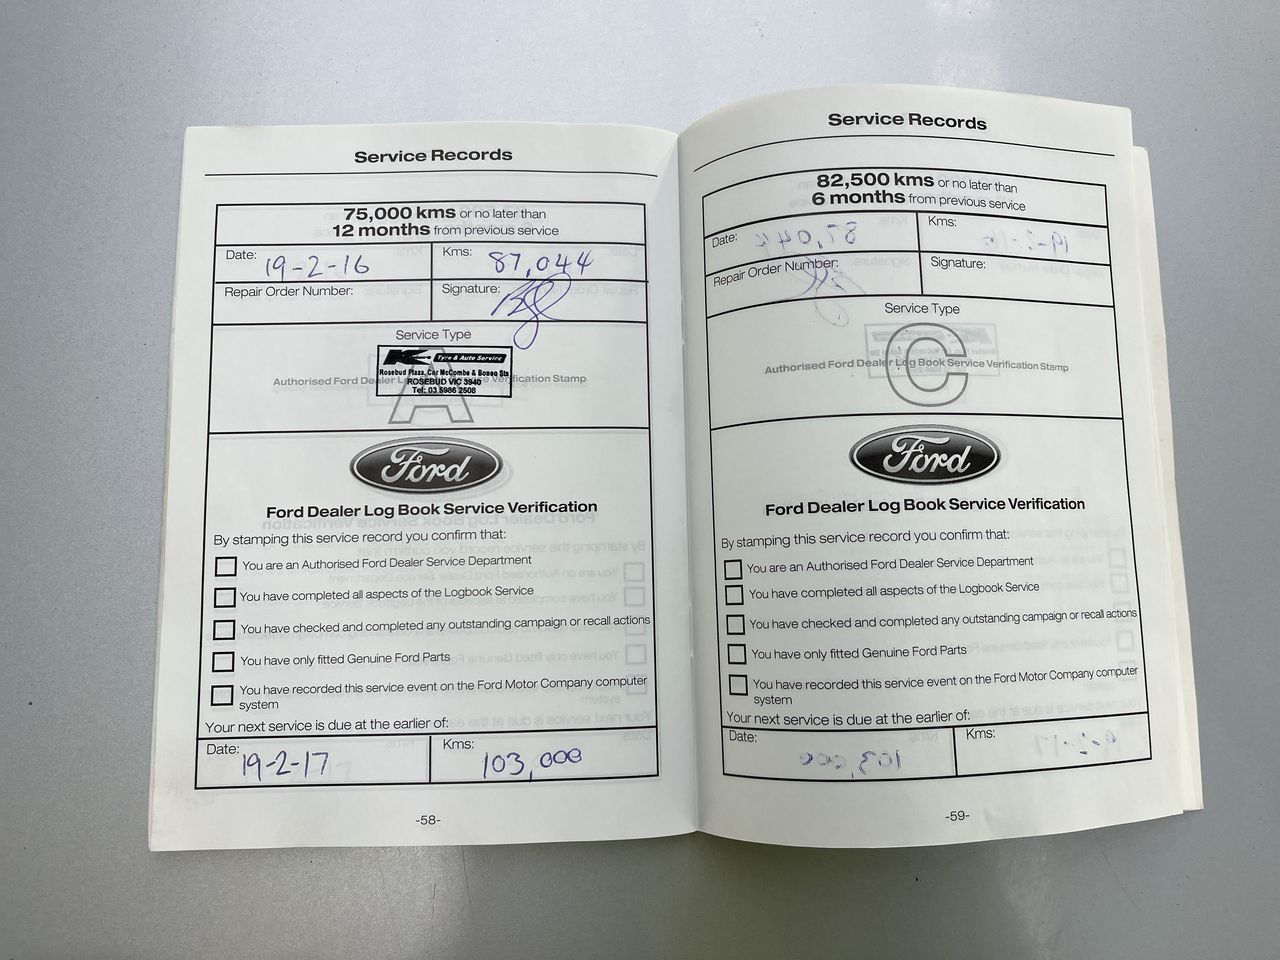 Service Records
75,000 kms or no later than
12 months from previous service
Date: 19-2-16
Kms: 87,044
Repair Order Number:
Signature:
Service Type
A
Authorised Ford Dealer Log Book Service Verification Stamp
K Tyre & Auto Service
Rosebud Plaza, Cnr McCombe & Boneo Sts
ROSEBUD VIC 3940
Tel: 03 5986 2508
Ford
Ford Dealer Log Book Service Verification
By stamping this service record you confirm that:
You are an Authorised Ford Dealer Service Department
You have completed all aspects of the Logbook Service
You have checked and completed any outstanding campaign or recall actions
You have only fitted Genuine Ford Parts
You have recorded this service event on the Ford Motor Company computer
system
Your next service is due at the earlier of:
Date: 19-2-17
Kms: 103,000
-58-
Service Records
82,500 kms or no later than
6 months from previous service
Date:
Kms:
Repair Order Number:
Signature:
Service Type
C
Authorised Ford Dealer Log Book Service Verification Stamp
Ford
Ford Dealer Log Book Service Verification
By stamping this service record you confirm that:
You are an Authorised Ford Dealer Service Department
You have completed all aspects of the Logbook Service
You have checked and completed any outstanding campaign or recall actions
You have only fitted Genuine Ford Parts
You have recorded this service event on the Ford Motor Company computer
system
Your next service is due at the earlier of:
Date:
Kms:
-59-